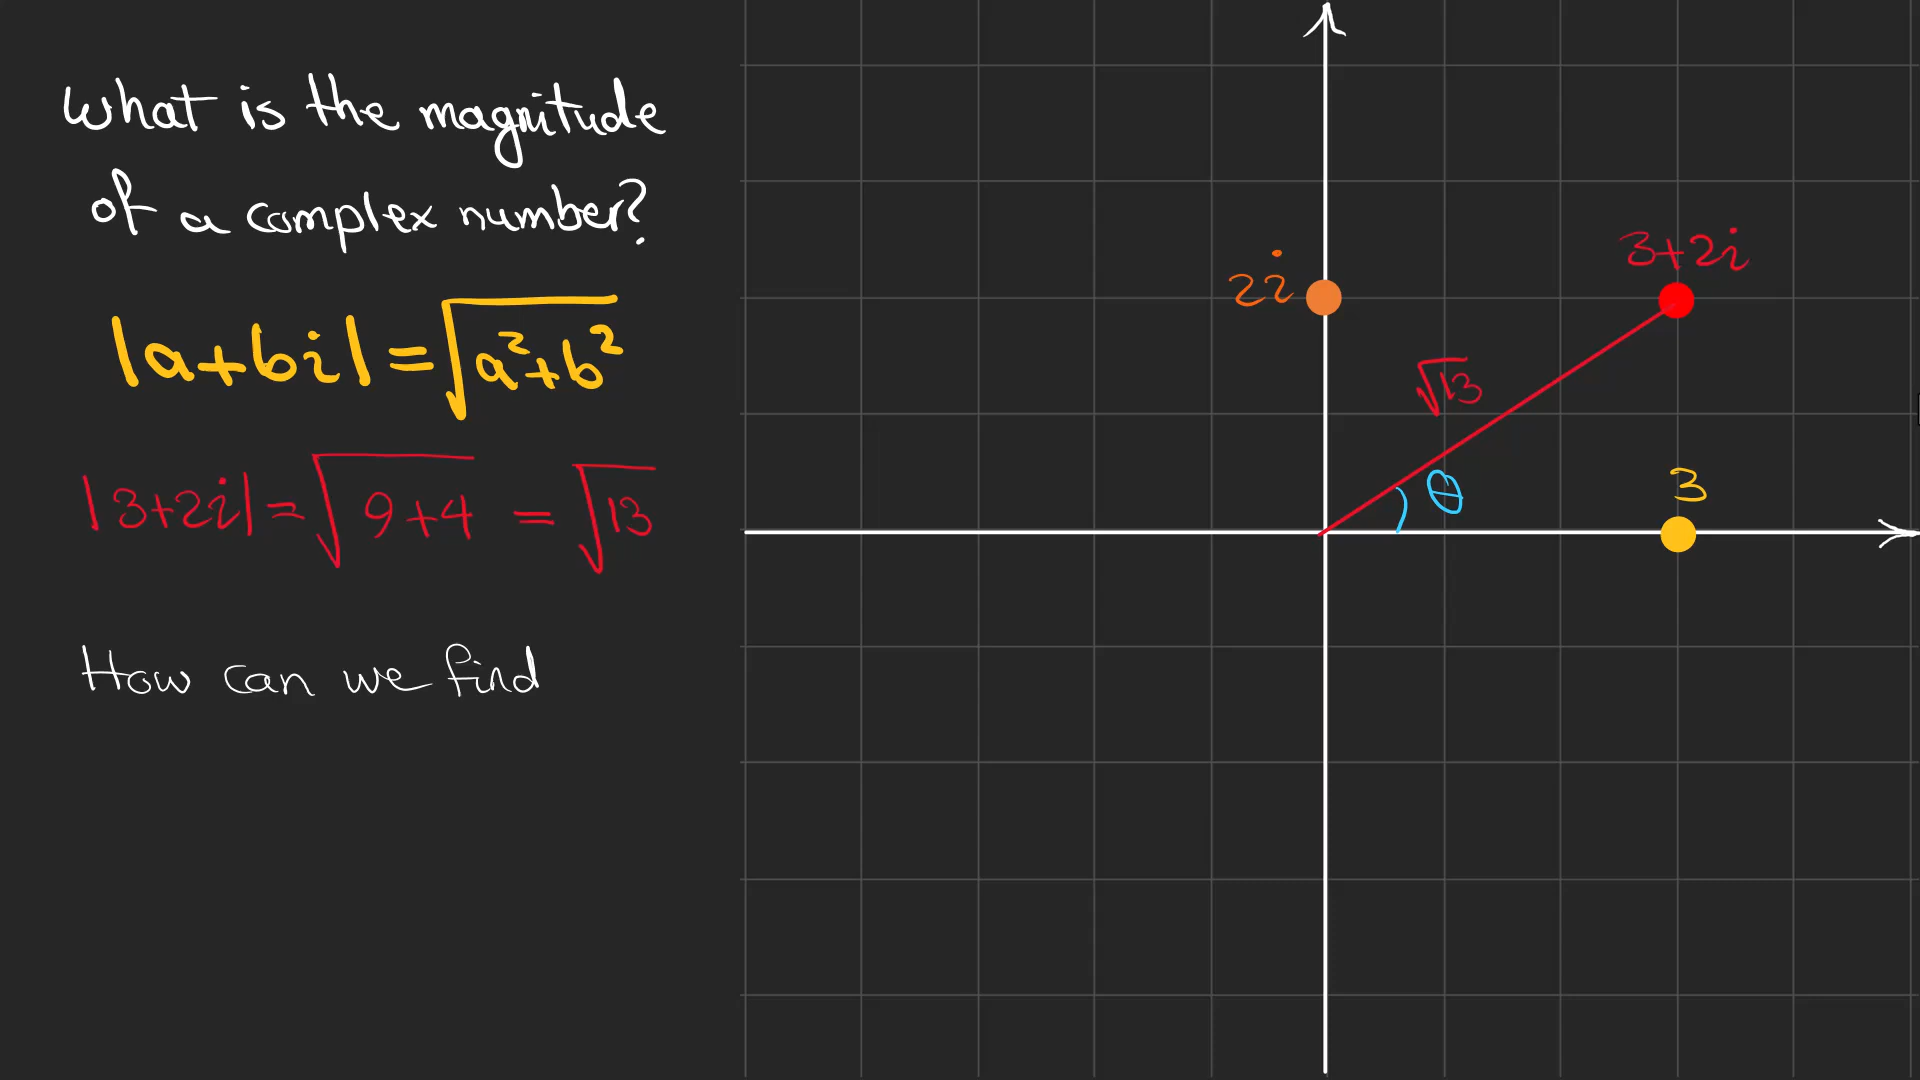 What is the magnitude
of a complex number?
|a+bi| = √a²+b²
|3+2i| = √9+4 = √13
How can we find
3+2i
2i
√13
θ
3